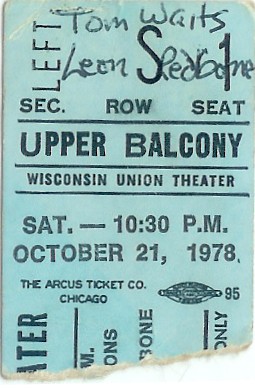 Tom Waits
LEFT S 1
Leon Redbone
SEC. ROW SEAT
UPPER BALCONY
WISCONSIN UNION THEATER
SAT. — 10:30 P.M.
OCTOBER 21, 1978
THE ARCUS TICKET CO.
CHICAGO
95
ATER
M.
ONS
BONE
ONLY